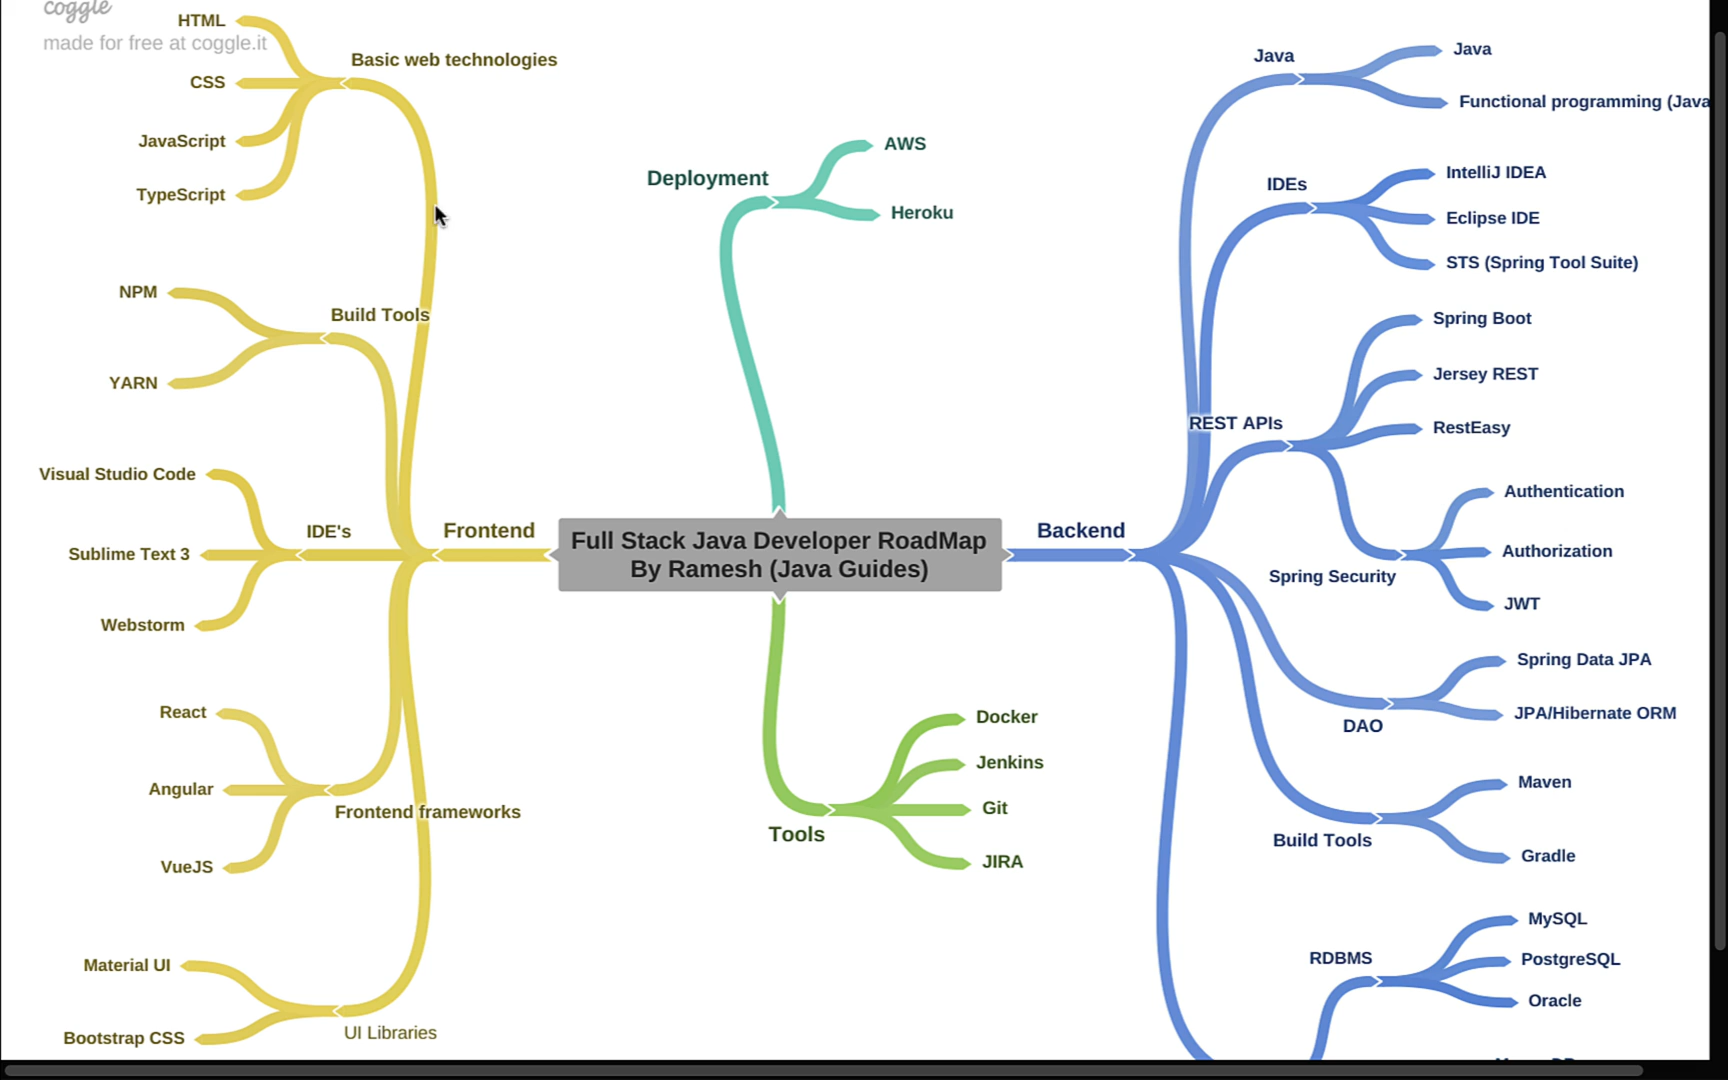 coggle
made for free at coggle.it
HTML
CSS
JavaScript
TypeScript
Basic web technologies
NPM
YARN
Build Tools
Visual Studio Code
Sublime Text 3
Webstorm
IDE's
Frontend
React
Angular
VueJS
Frontend frameworks
Material UI
Bootstrap CSS
UI Libraries
Deployment
AWS
Heroku
Full Stack Java Developer RoadMap
By Ramesh (Java Guides)
Tools
Docker
Jenkins
Git
JIRA
Backend
Java
Java
Functional programming (Java
IDEs
IntelliJ IDEA
Eclipse IDE
STS (Spring Tool Suite)
REST APIs
Spring Boot
Jersey REST
RestEasy
Spring Security
Authentication
Authorization
JWT
DAO
Spring Data JPA
JPA/Hibernate ORM
Build Tools
Maven
Gradle
RDBMS
MySQL
PostgreSQL
Oracle